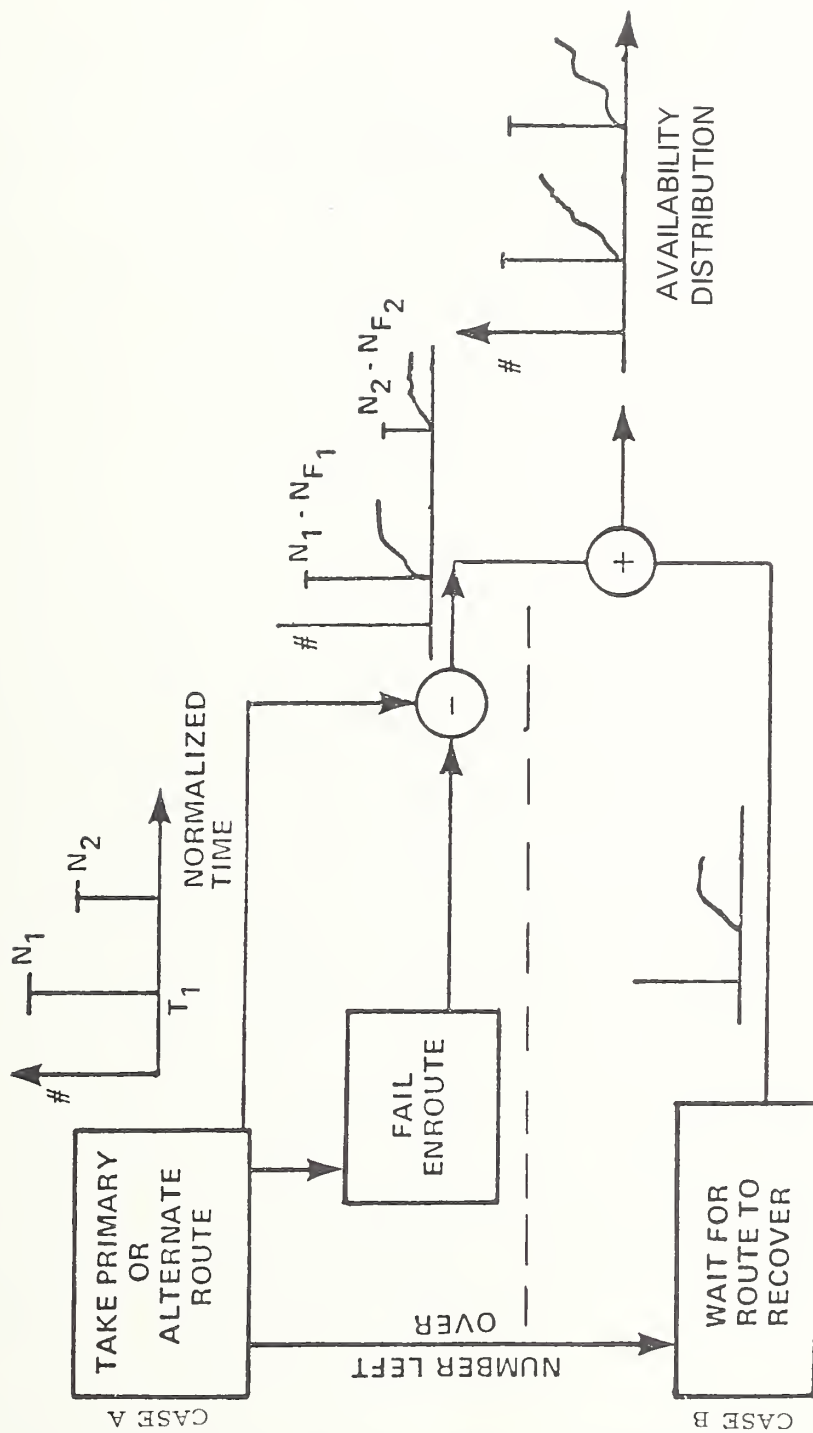 CASE A
TAKE PRIMARY
OR
ALTERNATE
ROUTE
#
N1
N2
T1
NORMALIZED
TIME
FAIL
ENROUTE
-
#
N1 - NF1
N2 - NF2
NUMBER LEFT
OVER
CASE B
WAIT FOR
ROUTE TO
RECOVER
+
#
AVAILABILITY
DISTRIBUTION